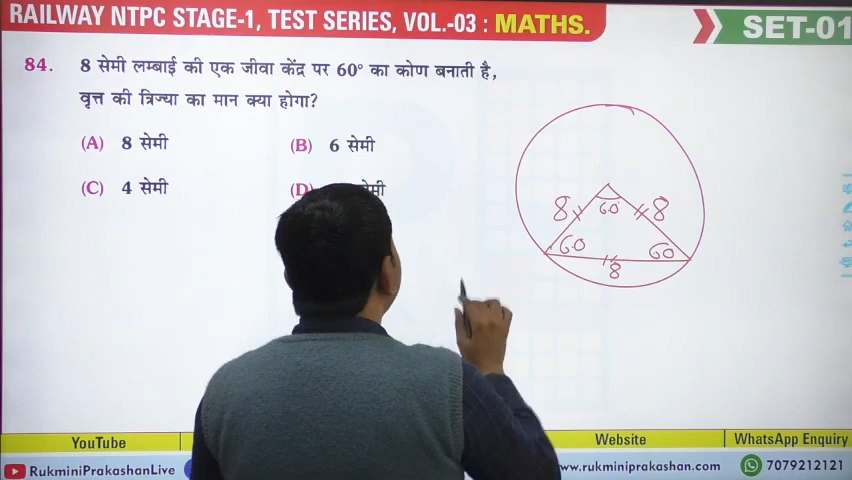 RAILWAY NTPC STAGE-1, TEST SERIES, VOL.-03 : MATHS.
SET-01
84. 8 सेमी लम्बाई की एक जीवा केंद्र पर 60° का कोण बनाती है,
वृत्त की त्रिज्या का मान क्या होगा?
(A) 8 सेमी (B) 6 सेमी
(C) 4 सेमी (D) सेमी
8 60 8
60 60
8
YouTube Website WhatsApp Enquiry
RukminiPrakashanLive www.rukminiprakashan.com 7079212121